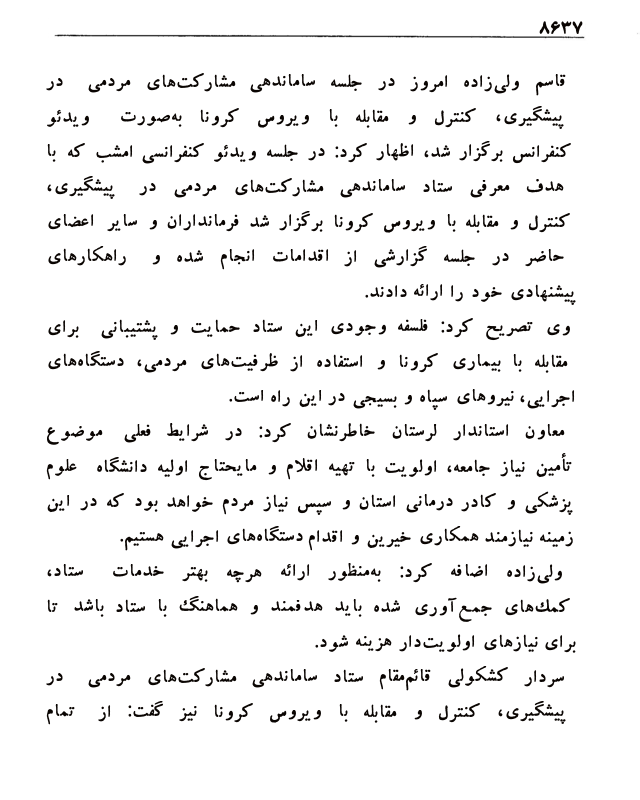 ۸۶۳۷
قاسم ولی‌زاده امروز در جلسه ساماندهی مشارکت‌های مردمی در
پیشگیری، کنترل و مقابله با ویروس کرونا به‌صورت ویدئو
کنفرانس برگزار شد، اظهار کرد: در جلسه ویدئو کنفرانسی امشب که با
هدف معرفی ستاد ساماندهی مشارکت‌های مردمی در پیشگیری،
کنترل و مقابله با ویروس کرونا برگزار شد فرمانداران و سایر اعضای
حاضر در جلسه گزارشی از اقدامات انجام شده و راهکارهای
پیشنهادی خود را ارائه دادند.
وی تصریح کرد: فلسفه وجودی این ستاد حمایت و پشتیبانی برای
مقابله با بیماری کرونا و استفاده از ظرفیت‌های مردمی، دستگاه‌های
اجرایی، نیروهای سپاه و بسیجی در این راه است.
معاون استاندار لرستان خاطرنشان کرد: در شرایط فعلی موضوع
تأمین نیاز جامعه، اولویت با تهیه اقلام و مایحتاج اولیه دانشگاه علوم
پزشکی و کادر درمانی استان و سپس نیاز مردم خواهد بود که در این
زمینه نیازمند همکاری خیرین و اقدام دستگاه‌های اجرایی هستیم.
ولی‌زاده اضافه کرد: به‌منظور ارائه هرچه بهتر خدمات ستاد،
کمک‌های جمع‌آوری شده باید هدفمند و هماهنگ با ستاد باشد تا
برای نیازهای اولویت‌دار هزینه شود.
سردار کشکولی قائم‌مقام ستاد ساماندهی مشارکت‌های مردمی در
پیشگیری، کنترل و مقابله با ویروس کرونا نیز گفت: از تمام